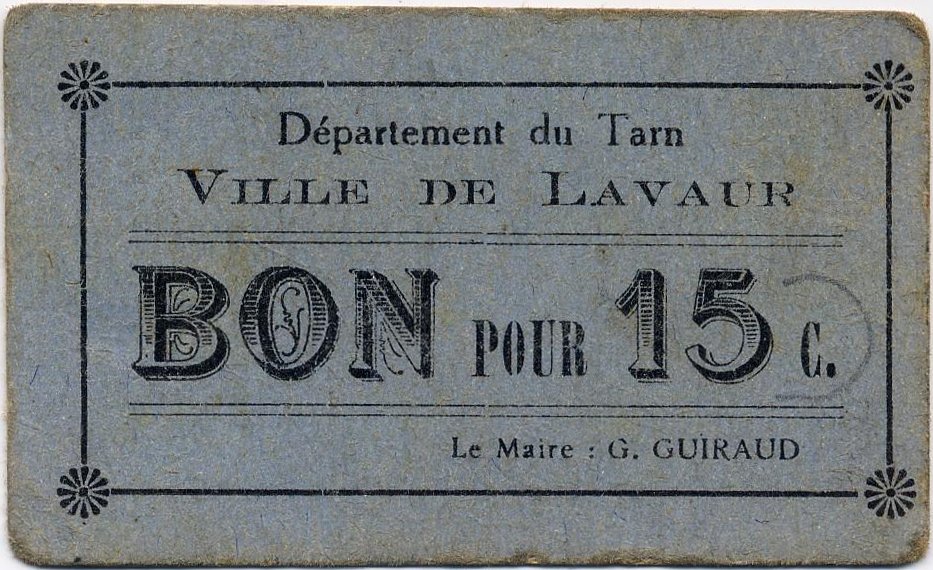 Département du Tarn
VILLE DE LAVAUR
BON POUR 15 C.
Le Maire : G. GUIRAUD